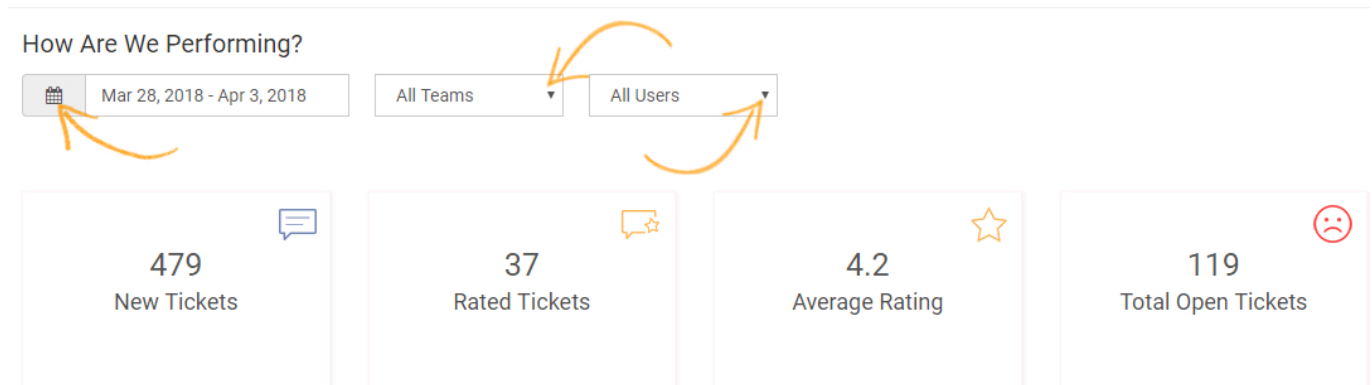 How Are We Performing?
Mar 28, 2018 - Apr 3, 2018
All Teams
All Users
479
New Tickets
37
Rated Tickets
4.2
Average Rating
119
Total Open Tickets